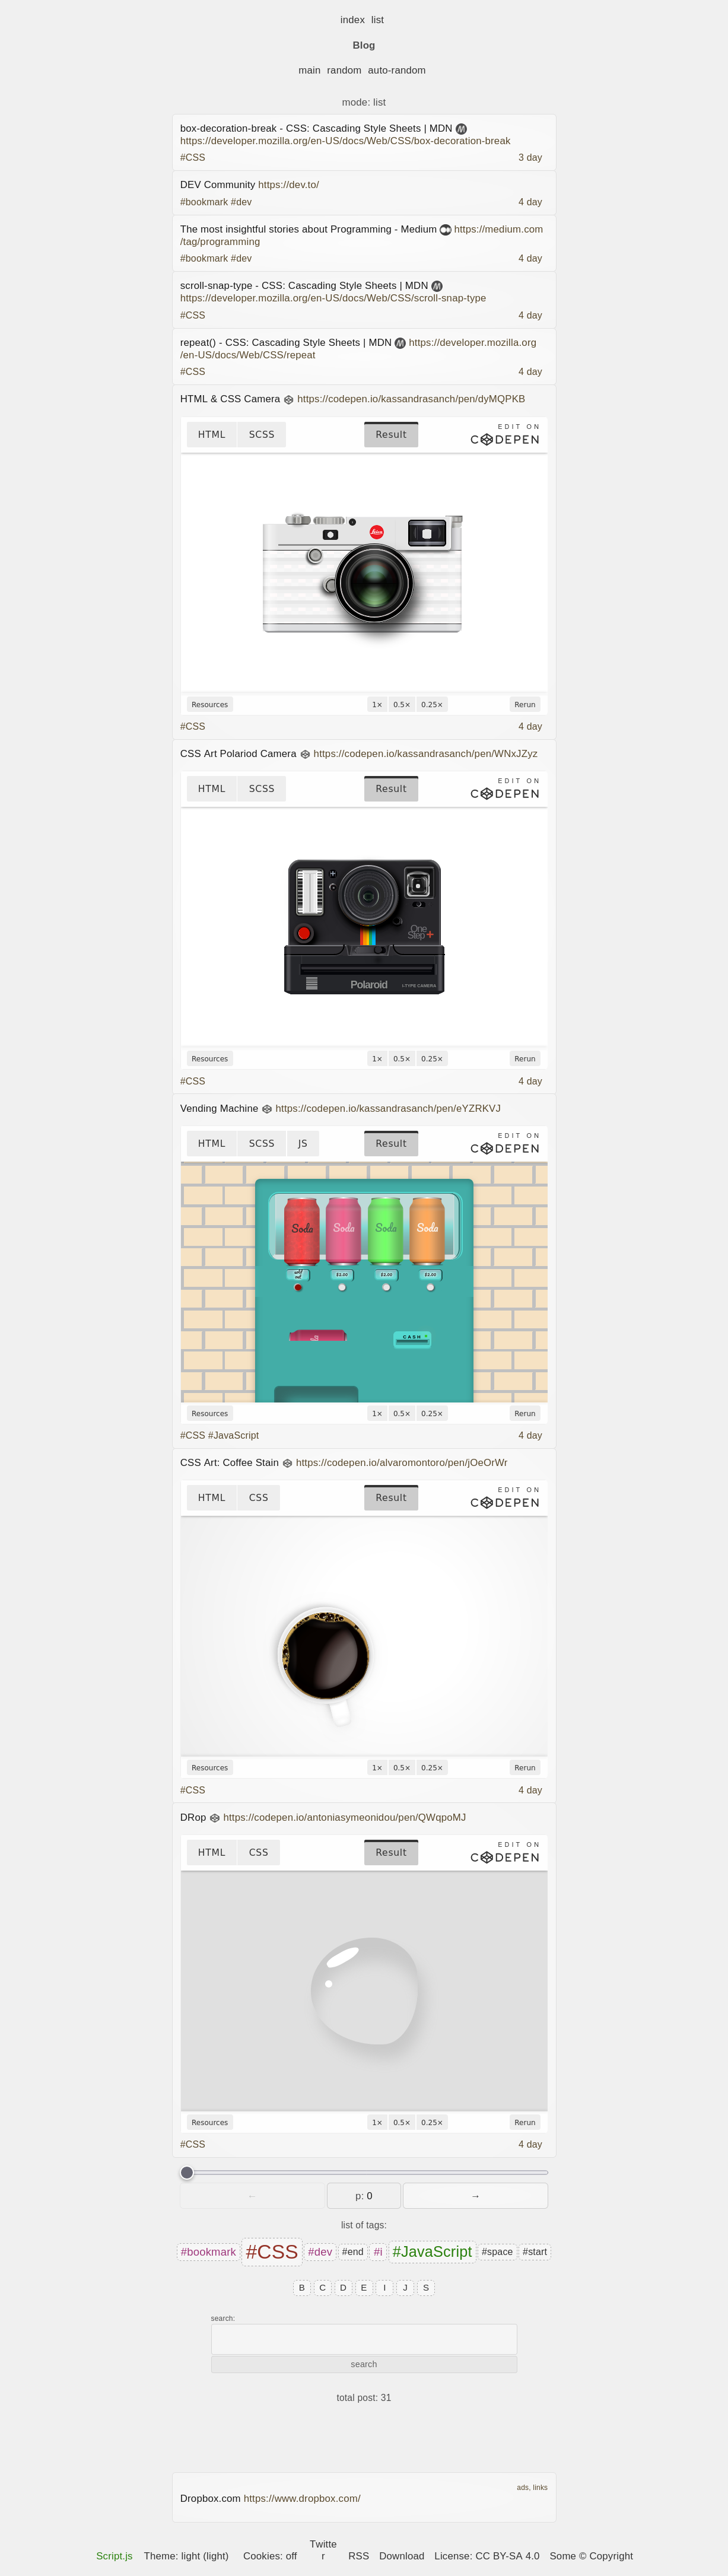 index list
Blog
main random auto-random
mode: list
box-decoration-break - CSS: Cascading Style Sheets | MDN
https://developer.mozilla.org/en-US/docs/Web/CSS/box-decoration-break
#CSS 3 day
DEV Community https://dev.to/
#bookmark #dev 4 day
The most insightful stories about Programming - Medium https://medium.com
/tag/programming
#bookmark #dev 4 day
scroll-snap-type - CSS: Cascading Style Sheets | MDN
https://developer.mozilla.org/en-US/docs/Web/CSS/scroll-snap-type
#CSS 4 day
repeat() - CSS: Cascading Style Sheets | MDN https://developer.mozilla.org
/en-US/docs/Web/CSS/repeat
#CSS 4 day
HTML & CSS Camera https://codepen.io/kassandrasanch/pen/dyMQPKB
EDIT ON
HTML SCSS Result CODEPEN
Leica
Resources 1× 0.5× 0.25× Rerun
#CSS 4 day
CSS Art Polariod Camera https://codepen.io/kassandrasanch/pen/WNxJZyz
EDIT ON
HTML SCSS Result CODEPEN
One
Step+
Polaroid I.TYPE CAMERA
Resources 1× 0.5× 0.25× Rerun
#CSS 4 day
Vending Machine https://codepen.io/kassandrasanch/pen/eYZRKVJ
EDIT ON
HTML SCSS JS Result CODEPEN
Soda Soda Soda Soda
sold
out $1.00 $1.00 $1.00
CASH
Resources 1× 0.5× 0.25× Rerun
#CSS #JavaScript 4 day
CSS Art: Coffee Stain https://codepen.io/alvaromontoro/pen/jOeOrWr
EDIT ON
HTML CSS Result CODEPEN
Resources 1× 0.5× 0.25× Rerun
#CSS 4 day
DRop https://codepen.io/antoniasymeonidou/pen/QWqpoMJ
EDIT ON
HTML CSS Result CODEPEN
Resources 1× 0.5× 0.25× Rerun
#CSS 4 day
← p: 0 →
list of tags:
#bookmark #CSS #dev #end #i #JavaScript #space #start
B C D E I J S
search:
search
total post: 31
ads, links
Dropbox.com https://www.dropbox.com/
Script.js Theme: light (light) Cookies: off Twitte
r RSS Download License: CC BY-SA 4.0 Some © Copyright